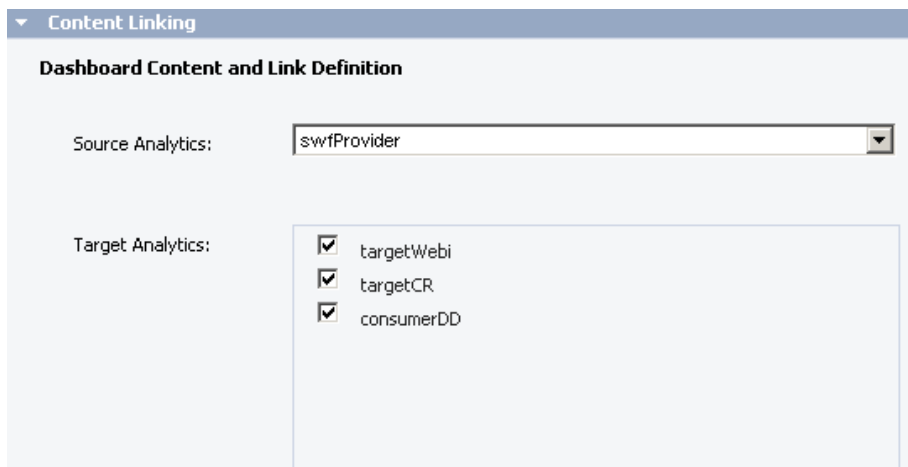 Content Linking
Dashboard Content and Link Definition
Source Analytics: swfProvider
Target Analytics: targetWebi
targetCR
consumerDD